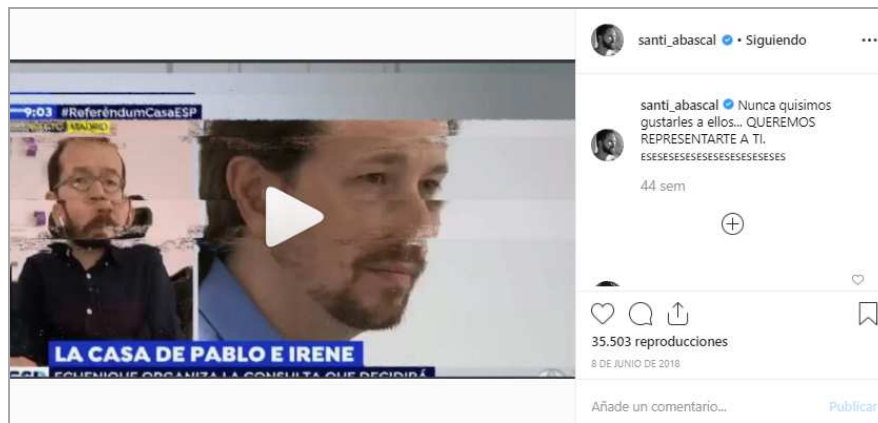 santi_abascal • Siguiendo
9:03 #ReferéndumCasaESP
MADRID
LA CASA DE PABLO E IRENE
ECHENIQUE ORGANIZA LA CONSULTA QUE DECIDIRÁ
santi_abascal Nunca quisimos
gustarles a ellos... QUEREMOS
REPRESENTARTE A TI.
44 sem
35.503 reproducciones
8 DE JUNIO DE 2018
Añade un comentario...
Publicar